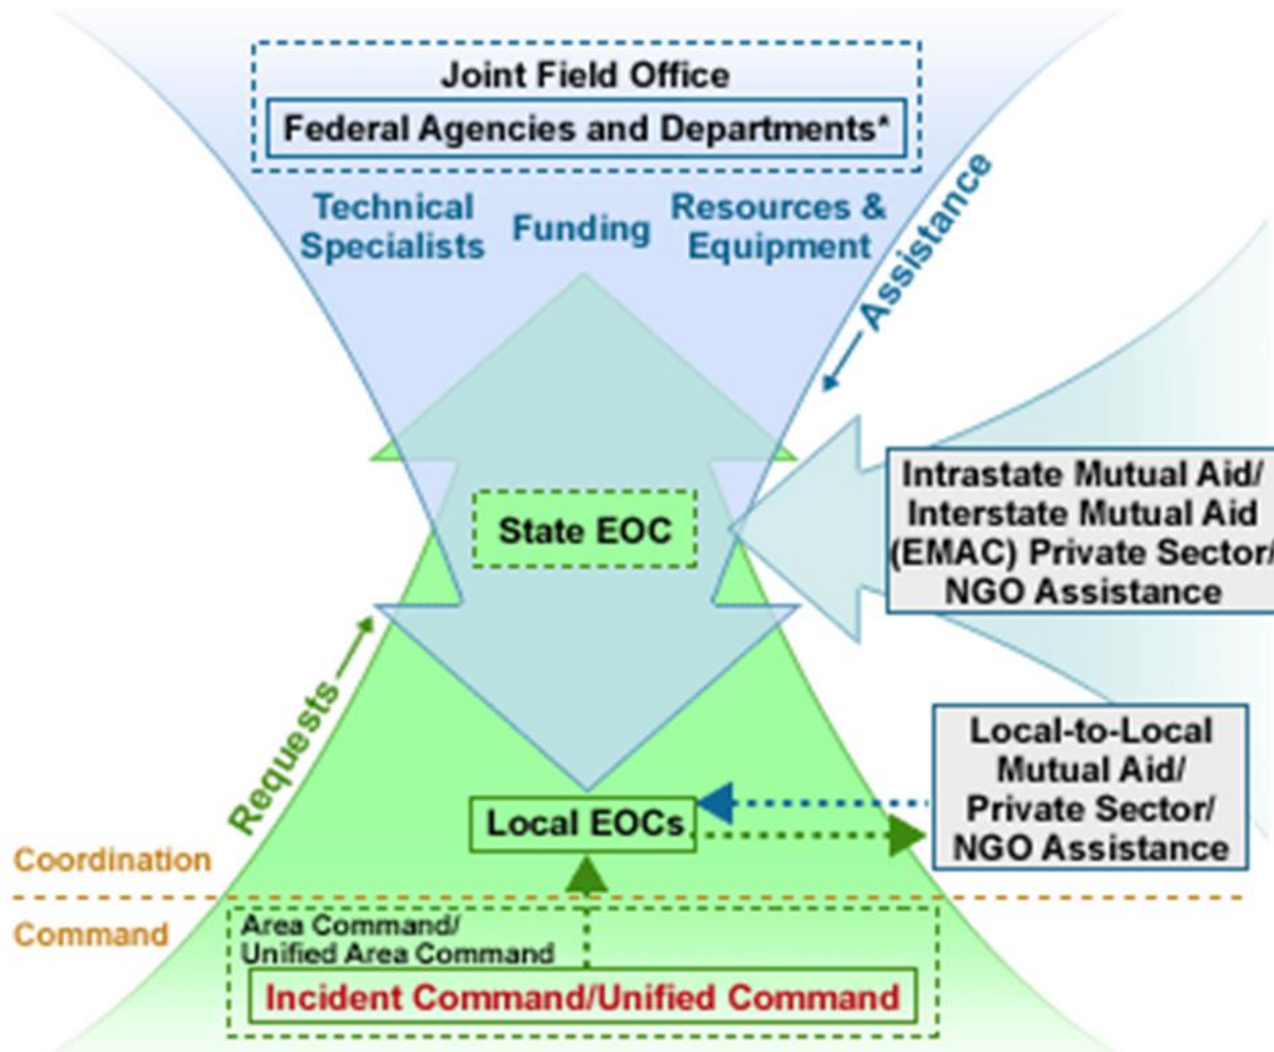 Joint Field Office
Federal Agencies and Departments*
Technical
Specialists
Funding
Resources &
Equipment
Assistance
State EOC
Intrastate Mutual Aid/
Interstate Mutual Aid
(EMAC) Private Sector/
NGO Assistance
Requests
Local-to-Local
Mutual Aid/
Private Sector/
NGO Assistance
Local EOCs
Coordination
Command
Area Command/
Unified Area Command
Incident Command/Unified Command